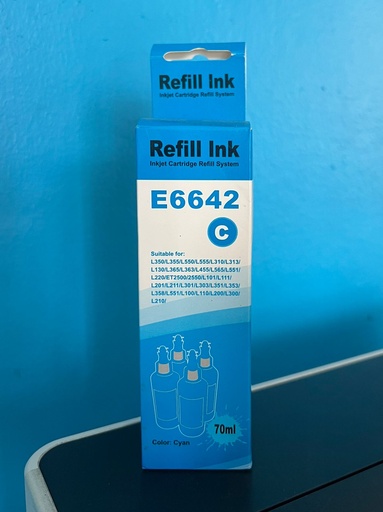 Refill Ink
Inkjet Cartridge Refill System
Refill Ink
Inkjet Cartridge Refill System
E6642
C
Suitable for:
L350/L355/L550/L555/L310/L313/
L130/L365/L363/L455/L565/L551/
L220/ET2500/2550/L101/L111/
L201/L211/L301/L303/L351/L353/
L358/L551/L100/L110/L200/L300/
L210/
70ml
Color: Cyan